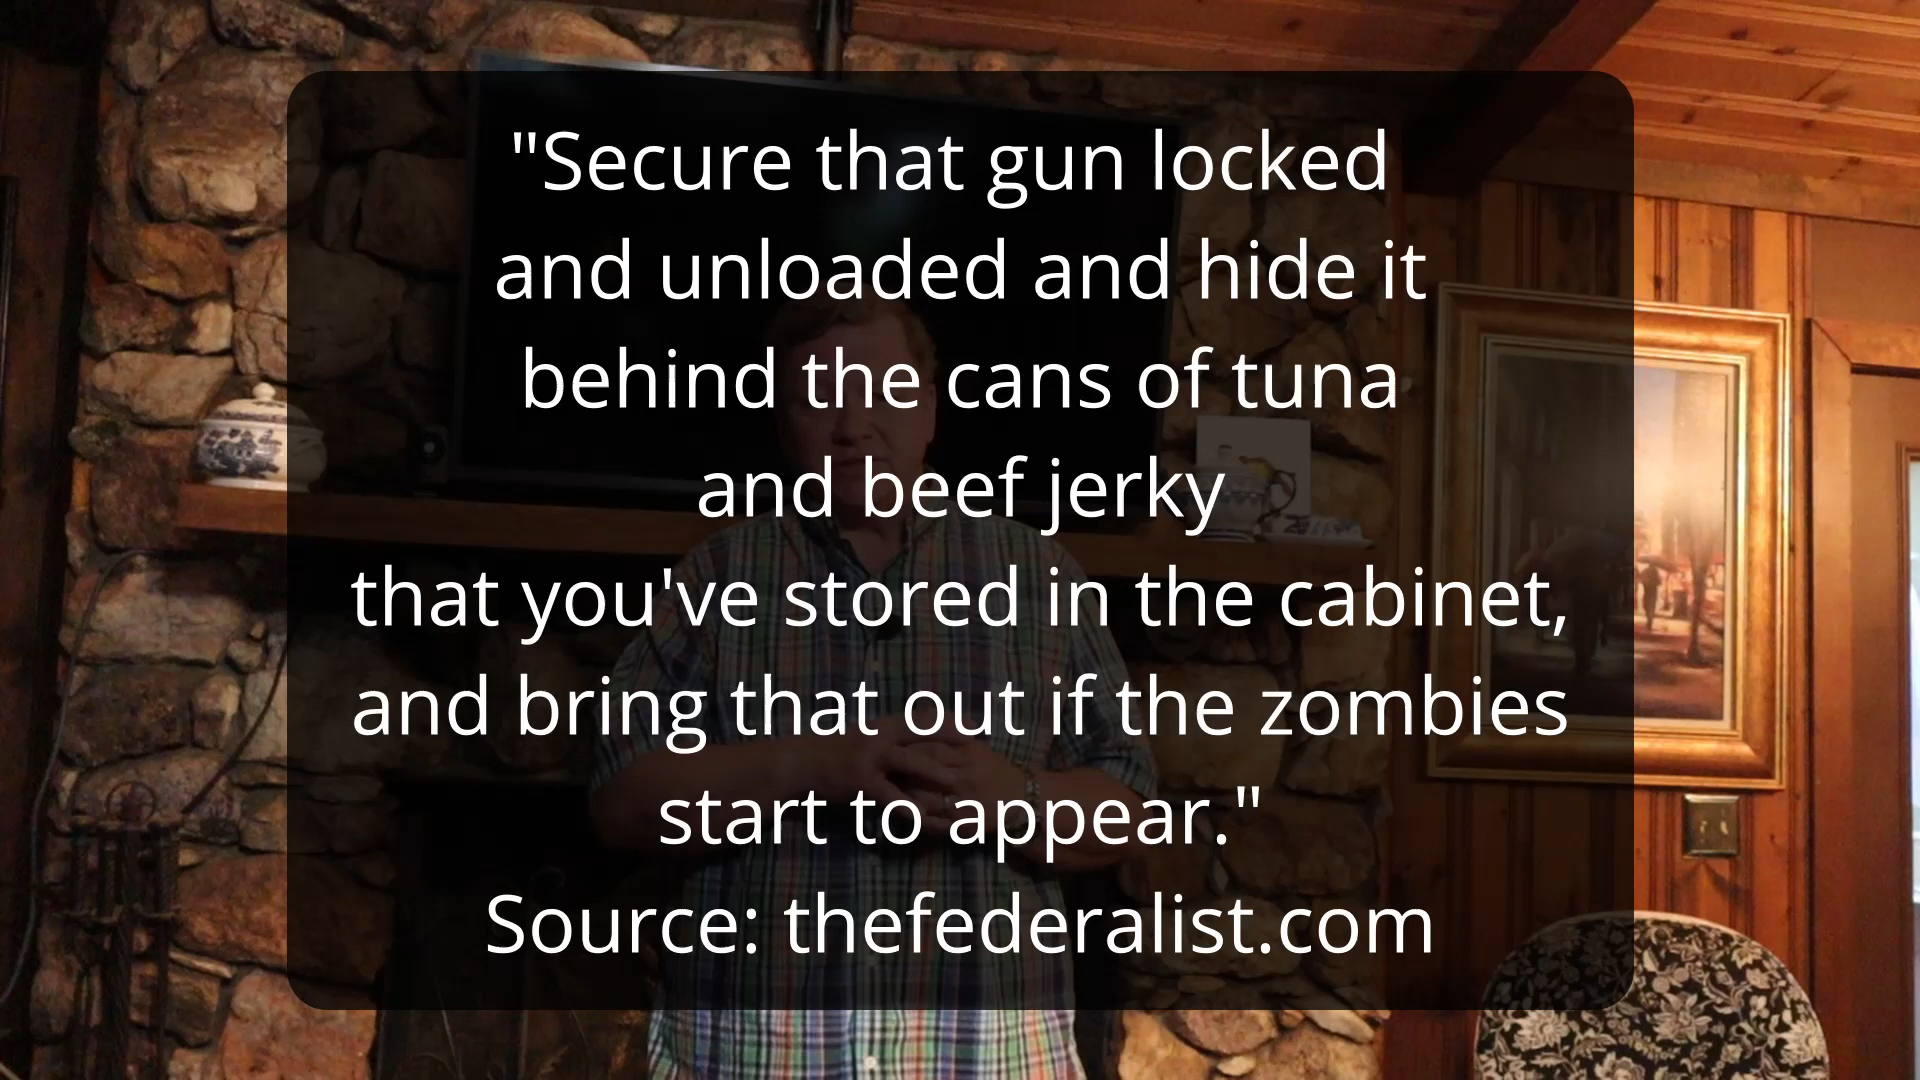 "Secure that gun locked
and unloaded and hide it
behind the cans of tuna
and beef jerky
that you've stored in the cabinet,
and bring that out if the zombies
start to appear."
Source: thefederalist.com